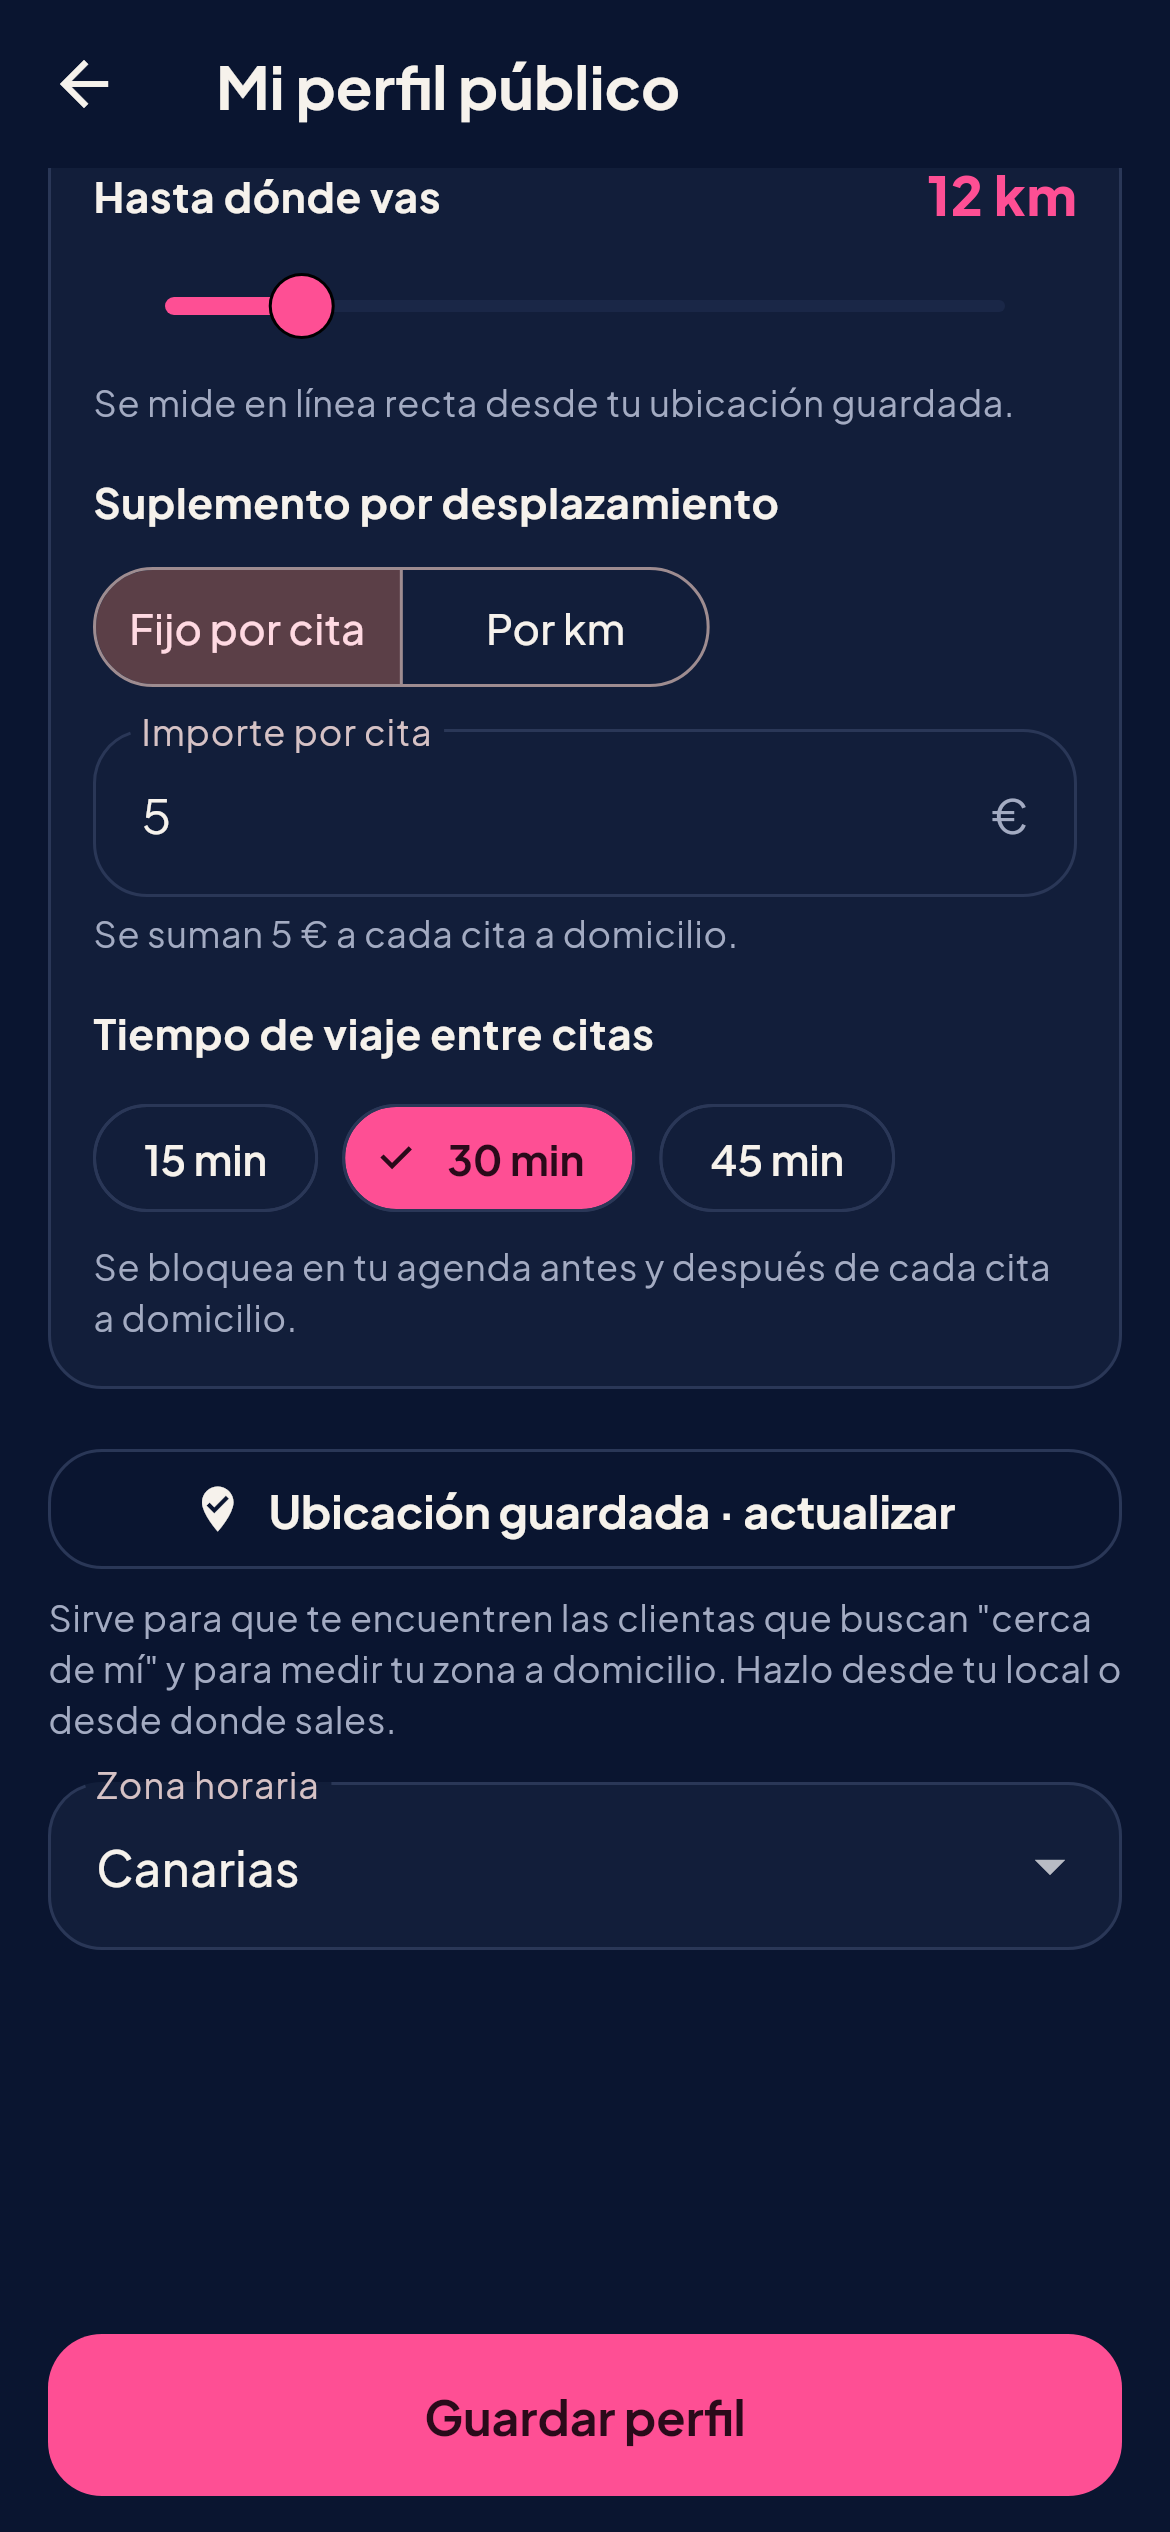 Mi perfil público
Hasta dónde vas
12 km
Se mide en línea recta desde tu ubicación guardada.
Suplemento por desplazamiento
Fijo por cita
Por km
Importe por cita
5
€
Se suman 5 € a cada cita a domicilio.
Tiempo de viaje entre citas
15 min
30 min
45 min
Se bloquea en tu agenda antes y después de cada cita
a domicilio.
Ubicación guardada · actualizar
Sirve para que te encuentren las clientas que buscan "cerca
de mí" y para medir tu zona a domicilio. Hazlo desde tu local o
desde donde sales.
Zona horaria
Canarias
Guardar perfil